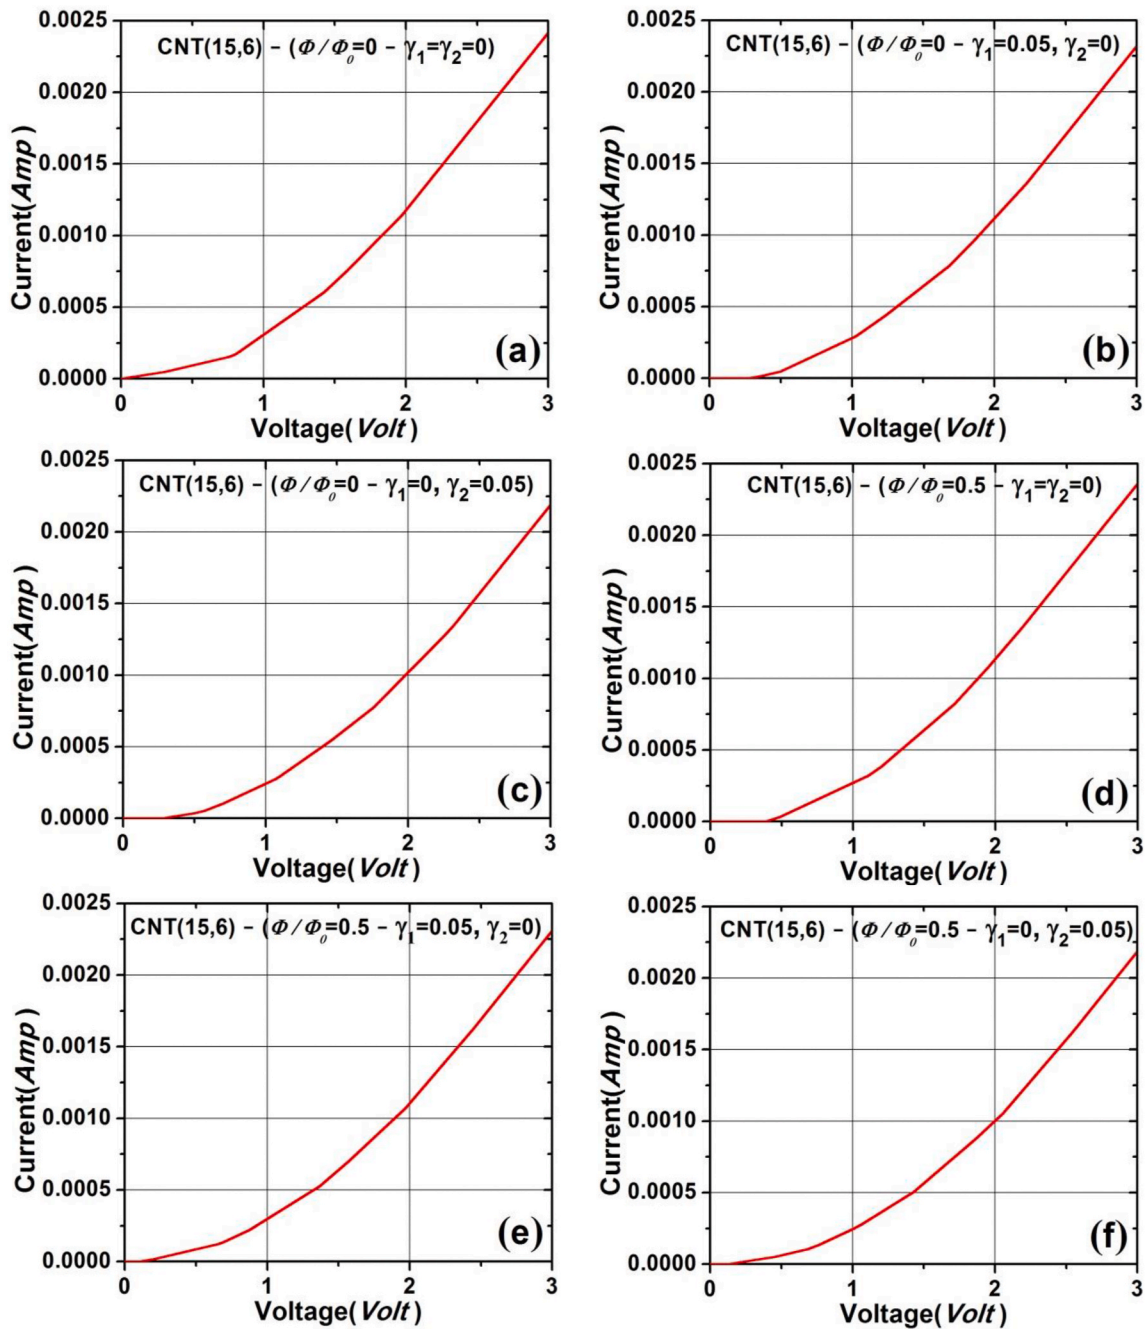 CNT(15,6) – (Φ/Φ₀=0 – γ₁=γ₂=0)
0.0025
0.0020
0.0015
0.0010
0.0005
0.0000
Current(Amp)
0 1 2 3
Voltage(Volt)
(a)
CNT(15,6) – (Φ/Φ₀=0 – γ₁=0.05, γ₂=0)
0.0025
0.0020
0.0015
0.0010
0.0005
0.0000
Current(Amp)
0 1 2 3
Voltage(Volt)
(b)
CNT(15,6) – (Φ/Φ₀=0 – γ₁=0, γ₂=0.05)
0.0025
0.0020
0.0015
0.0010
0.0005
0.0000
Current(Amp)
0 1 2 3
Voltage(Volt)
(c)
CNT(15,6) – (Φ/Φ₀=0.5 – γ₁=γ₂=0)
0.0025
0.0020
0.0015
0.0010
0.0005
0.0000
Current(Amp)
0 1 2 3
Voltage(Volt)
(d)
CNT(15,6) – (Φ/Φ₀=0.5 – γ₁=0.05, γ₂=0)
0.0025
0.0020
0.0015
0.0010
0.0005
0.0000
Current(Amp)
0 1 2 3
Voltage(Volt)
(e)
CNT(15,6) – (Φ/Φ₀=0.5 – γ₁=0, γ₂=0.05)
0.0025
0.0020
0.0015
0.0010
0.0005
0.0000
Current(Amp)
0 1 2 3
Voltage(Volt)
(f)